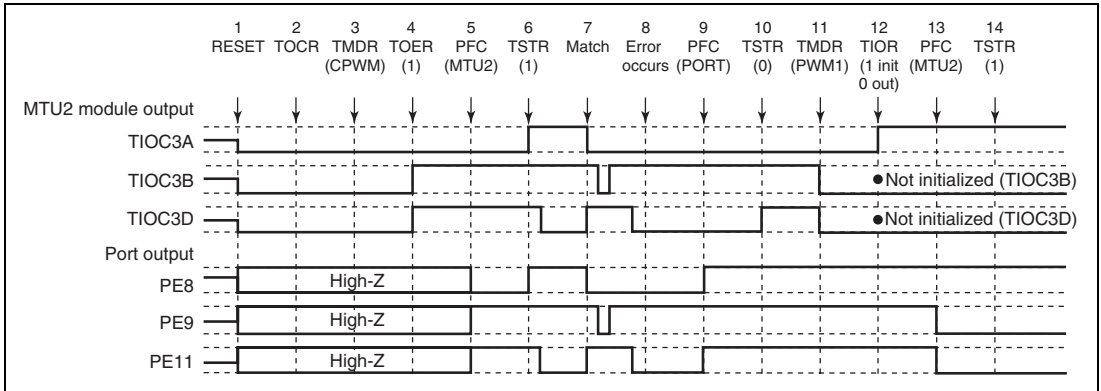 1 2 3 4 5 6 7 8 9 10 11 12 13 14
RESET TOCR TMDR TOER PFC TSTR Match Error PFC TSTR TMDR TIOR PFC TSTR
(CPWM) (1) (MTU2) (1) occurs (PORT) (0) (PWM1) (1 init (MTU2) (1)
0 out)
MTU2 module output
TIOC3A
TIOC3B ●Not initialized (TIOC3B)
TIOC3D ●Not initialized (TIOC3D)
Port output
PE8 High-Z
PE9 High-Z
PE11 High-Z